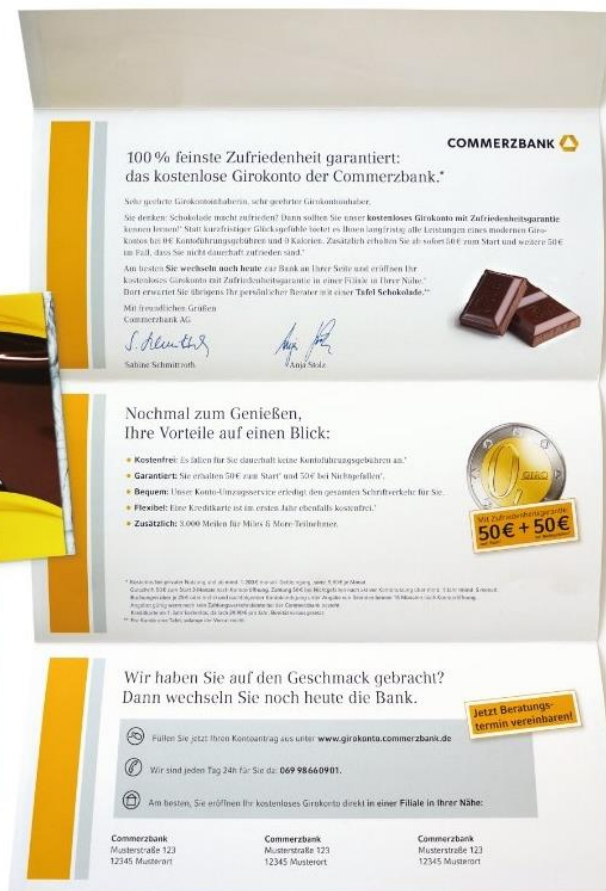 COMMERZBANK
100 % feinste Zufriedenheit garantiert:
das kostenlose Girokonto der Commerzbank.*
Sehr geehrte Girokontoinhaberin, sehr geehrter Girokontoinhaber,
Sie denken: Schokolade macht zufrieden? Dann sollten Sie unser kostenloses Girokonto mit Zufriedenheitsgarantie
kennen lernen!* Statt kurzfristiger Glücksgefühle bietet es Ihnen langfristig alle Leistungen eines modernen Giro-
kontos bei 0 € Kontoführungsgebühren und 0 Kalorien. Zusätzlich erhalten Sie ab sofort 50 € zum Start und weitere 50 €
im Fall, dass Sie nicht dauerhaft zufrieden sind.*
Am besten Sie wechseln noch heute zur Bank an Ihrer Seite und eröffnen Ihr
kostenloses Girokonto mit Zufriedenheitsgarantie in einer Filiale in Ihrer Nähe.*
Dort erwartet Sie übrigens Ihr persönlicher Berater mit einer Tafel Schokolade.**
Mit freundlichen Grüßen
Commerzbank AG
Sabine Schmittroth
Anja Stolz
Nochmal zum Genießen,
Ihre Vorteile auf einen Blick:
• Kostenfrei: Es fallen für Sie dauerhaft keine Kontoführungsgebühren an.*
• Garantiert: Sie erhalten 50 € zum Start* und 50 € bei Nichtgefallen*.
• Bequem: Unser Konto-Umzugsservice erledigt den gesamten Schriftverkehr für Sie.
• Flexibel: Eine Kreditkarte ist im ersten Jahr ebenfalls kostenfrei.*
• Zusätzlich: 3.000 Meilen für Miles & More-Teilnehmer.
0,
GIRO
Mit Zufriedenheitsgarantie
50 € + 50 €
Wir haben Sie auf den Geschmack gebracht?
Dann wechseln Sie noch heute die Bank.
Jetzt Beratungs-
termin vereinbaren!
Füllen Sie jetzt Ihren Kontoantrag aus unter www.girokonto.commerzbank.de
Wir sind jeden Tag 24h für Sie da: 069 98660901.
Am besten, Sie eröffnen Ihr kostenloses Girokonto direkt in einer Filiale in Ihrer Nähe:
Commerzbank
Musterstraße 123
12345 Musterort
Commerzbank
Musterstraße 123
12345 Musterort
Commerzbank
Musterstraße 123
12345 Musterort